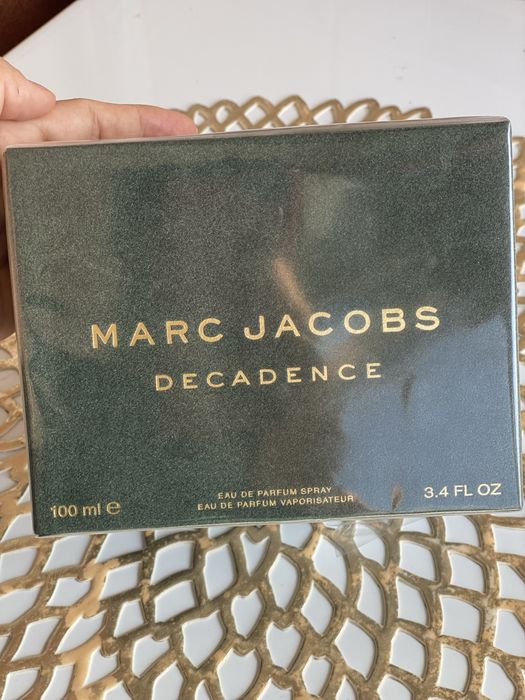 MARC JACOBS
DECADENCE
EAU DE PARFUM SPRAY
EAU DE PARFUM VAPORISATEUR
100 ml ℮
3.4 FL OZ